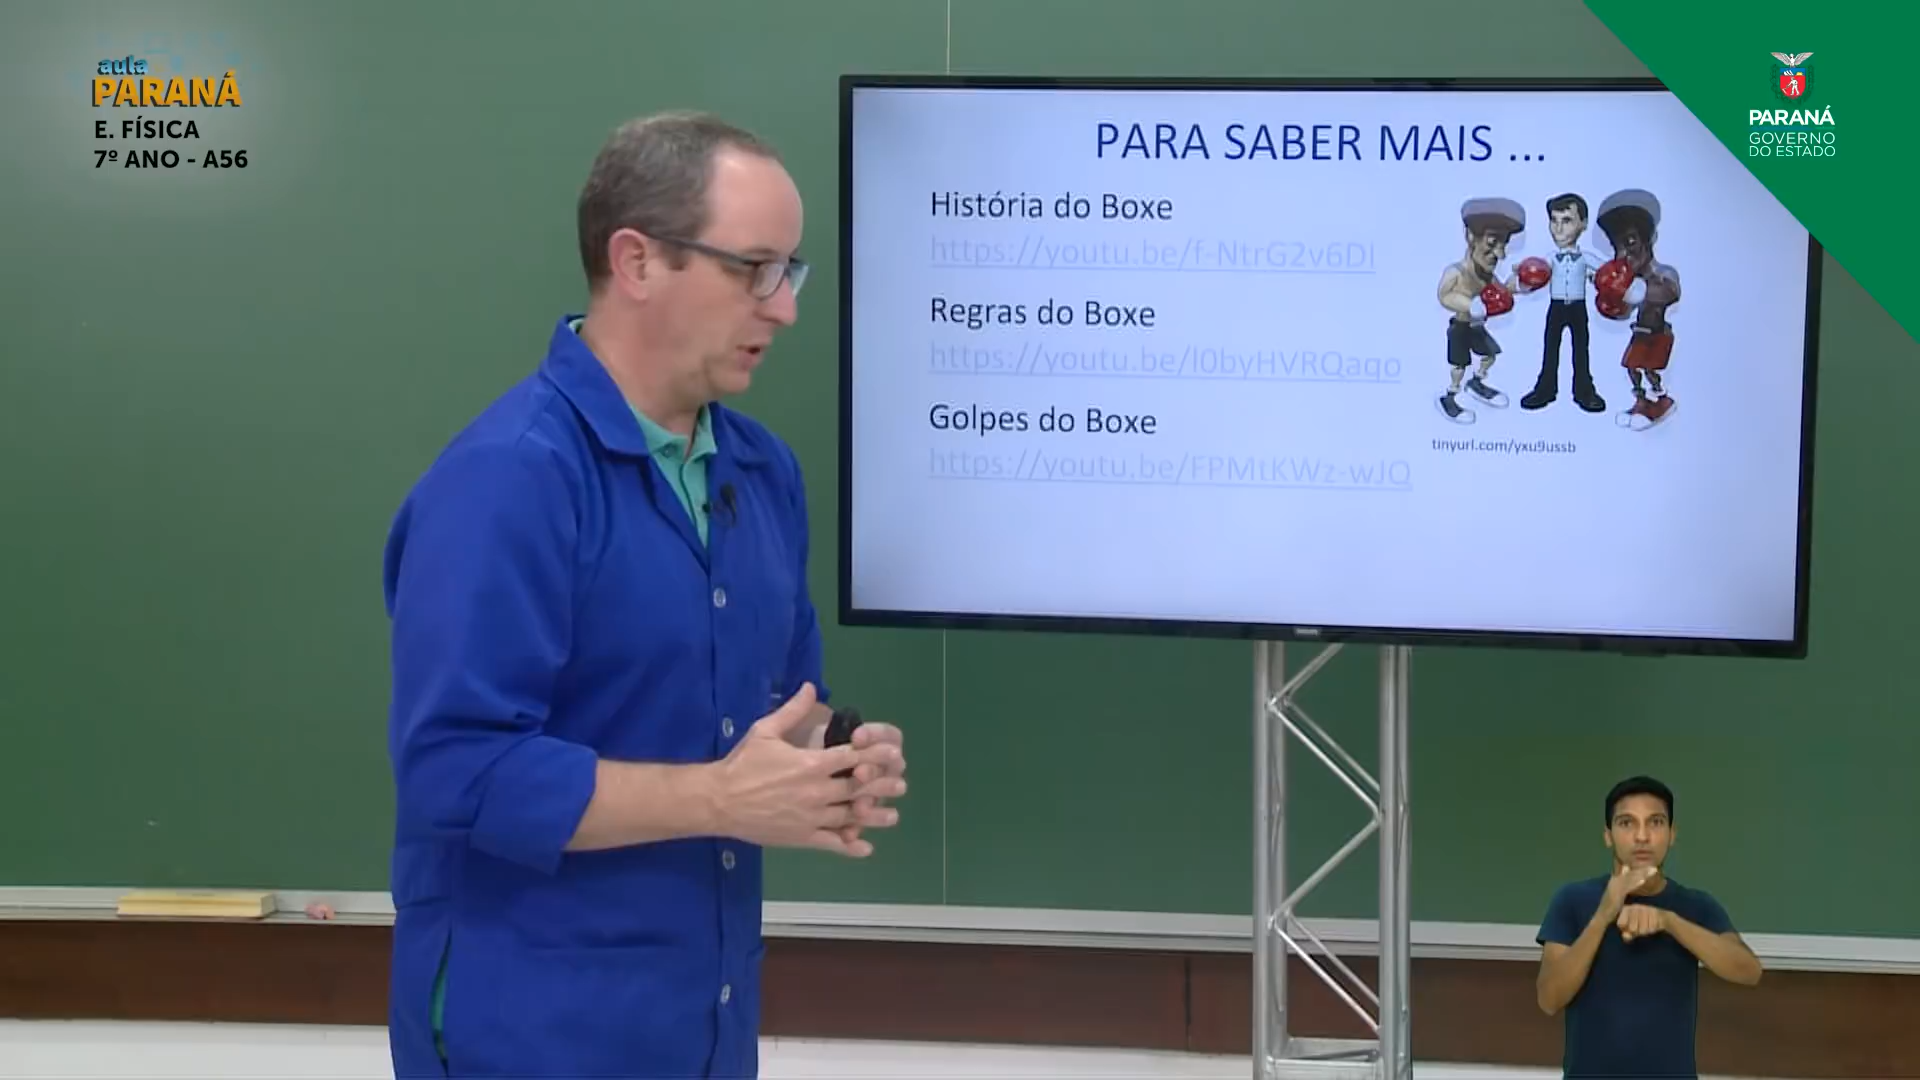 aula
PARANÁ
E. FÍSICA
7º ANO - A56
PARA SABER MAIS ...
História do Boxe
https://youtu.be/f-NtrG2v6DI
Regras do Boxe
https://youtu.be/l0byHVRQaqo
Golpes do Boxe
https://youtu.be/FPMtKWz-wJQ
tinyurl.com/yxu9ussb
PARANÁ
GOVERNO
DO ESTADO